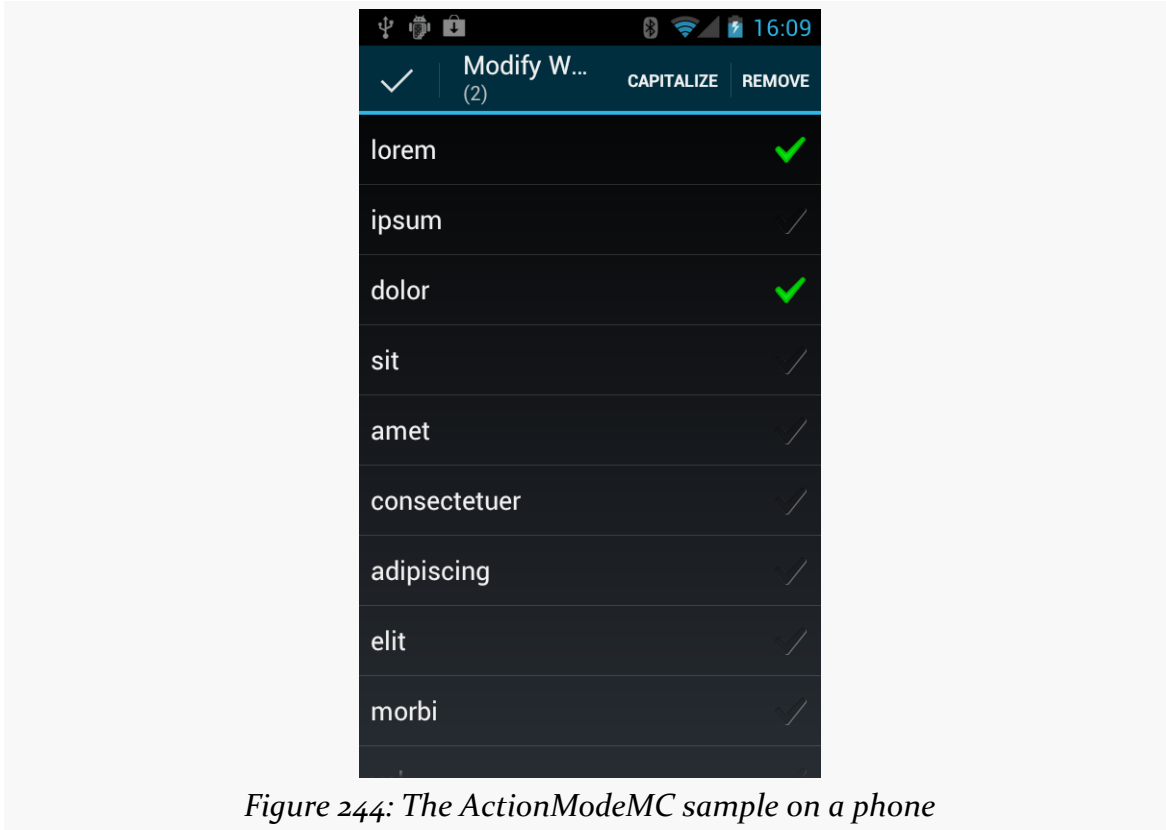 16:09
Modify W...
(2)
CAPITALIZE REMOVE
lorem
ipsum
dolor
sit
amet
consectetuer
adipiscing
elit
morbi
Figure 244: The ActionModeMC sample on a phone